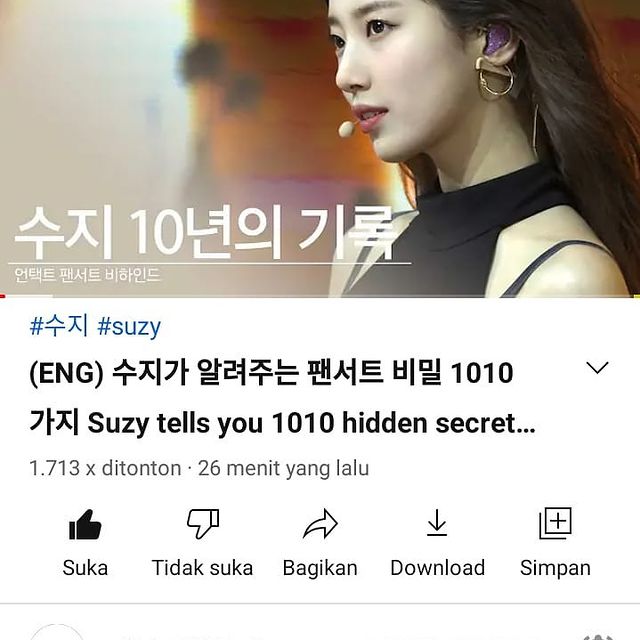 수지 10년의 기록
언택트 팬서트 비하인드
#수지 #suzy
(ENG) 수지가 알려주는 팬서트 비밀 1010
가지 Suzy tells you 1010 hidden secret...
1.713 x ditonton · 26 menit yang lalu
Suka Tidak suka Bagikan Download Simpan